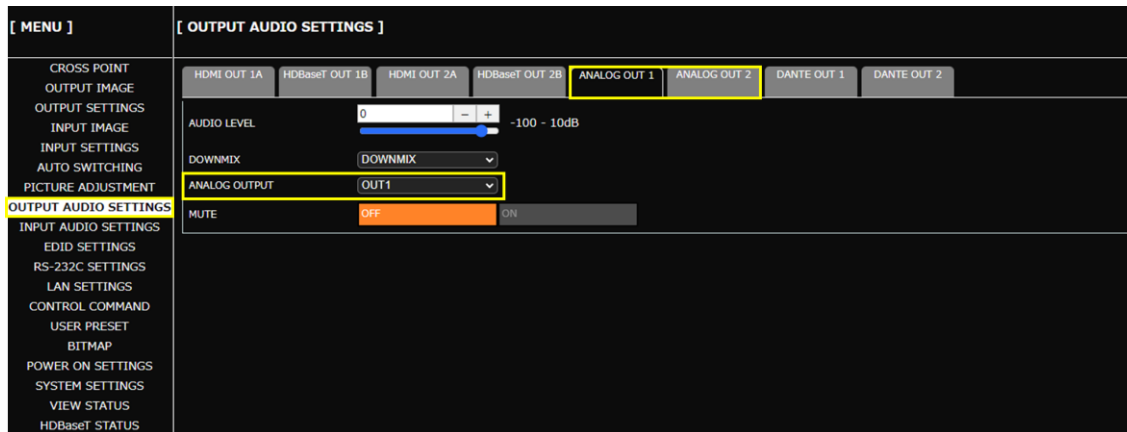 [ MENU ]
[ OUTPUT AUDIO SETTINGS ]
CROSS POINT
OUTPUT IMAGE
OUTPUT SETTINGS
INPUT IMAGE
INPUT SETTINGS
AUTO SWITCHING
PICTURE ADJUSTMENT
OUTPUT AUDIO SETTINGS
INPUT AUDIO SETTINGS
EDID SETTINGS
RS-232C SETTINGS
LAN SETTINGS
CONTROL COMMAND
USER PRESET
BITMAP
POWER ON SETTINGS
SYSTEM SETTINGS
VIEW STATUS
HDBaseT STATUS
HDMI OUT 1A HDBaseT OUT 1B HDMI OUT 2A HDBaseT OUT 2B ANALOG OUT 1 ANALOG OUT 2 DANTE OUT 1 DANTE OUT 2
AUDIO LEVEL 0 − + -100 - 10dB
DOWNMIX DOWNMIX
ANALOG OUTPUT OUT1
MUTE OFF ON